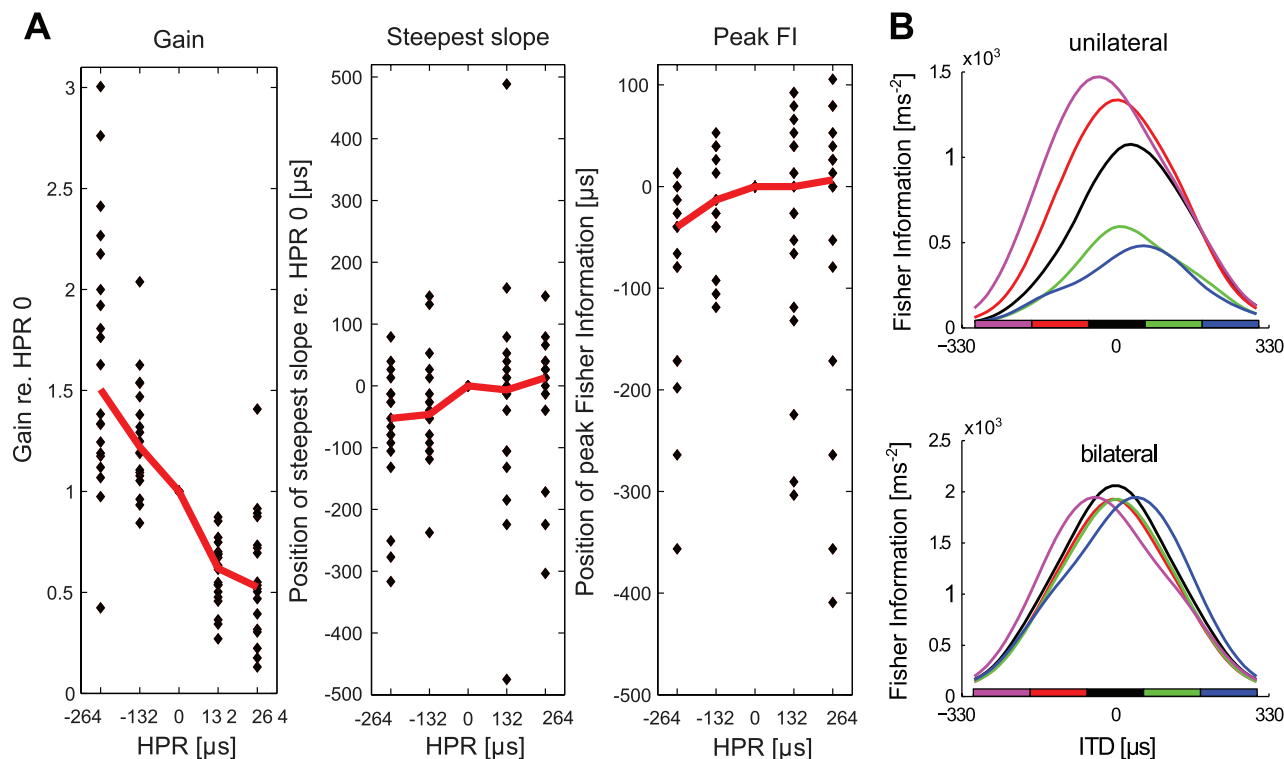 A
Gain
Gain re. HPR 0
3
2.5
2
1.5
1
0.5
0
-264 -132 0 13 2 26 4
HPR [µs]
Steepest slope
Position of steepest slope re. HPR 0 [µs]
500
400
300
200
100
0
-100
-200
-300
-400
-500
-264 -132 0 132 264
HPR [µs]
Peak FI
Position of peak Fisher Information [µs]
100
0
-100
-200
-300
-400
-500
-264 -132 0 132 264
HPR [µs]
B
unilateral
x10³
Fisher Information [ms⁻²]
1.5
1
0.5
0
−330 0 330
bilateral
x10³
Fisher Information [ms⁻²]
2.5
2
1.5
1
0.5
0
−330 0 330
ITD [µs]